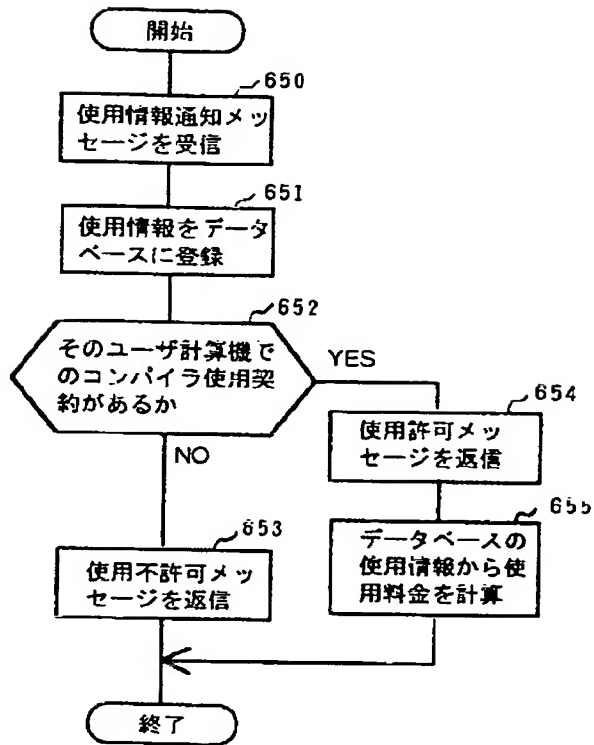 開始
650
使用情報通知メッ
セージを受信
651
使用情報をデータ
ベースに登録
652
そのユーザ計算機で
のコンパイラ使用契
約があるか
YES
NO
654
使用許可メッ
セージを返信
655
データベースの
使用情報から使
用料金を計算
653
使用不許可メッ
セージを返信
終了